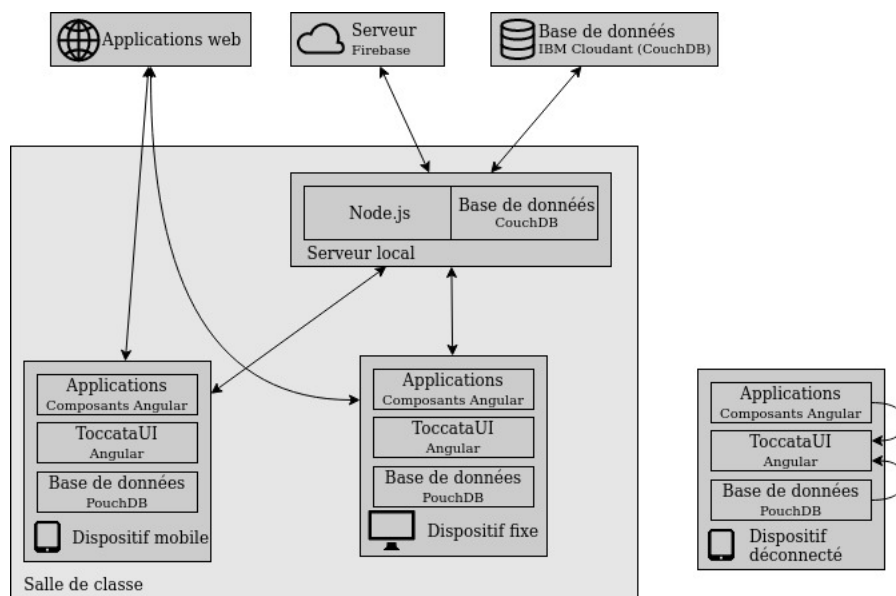 Applications web
Serveur
Firebase
Base de donnéés
IBM Cloudant (CouchDB)
Node.js
Base de donnéés
CouchDB
Serveur local
Applications
Composants Angular
ToccataUI
Angular
Base de données
PouchDB
Dispositif mobile
Applications
Composants Angular
ToccataUI
Angular
Base de données
PouchDB
Dispositif fixe
Salle de classe
Applications
Composants Angular
ToccataUI
Angular
Base de données
PouchDB
Dispositif
déconnecté